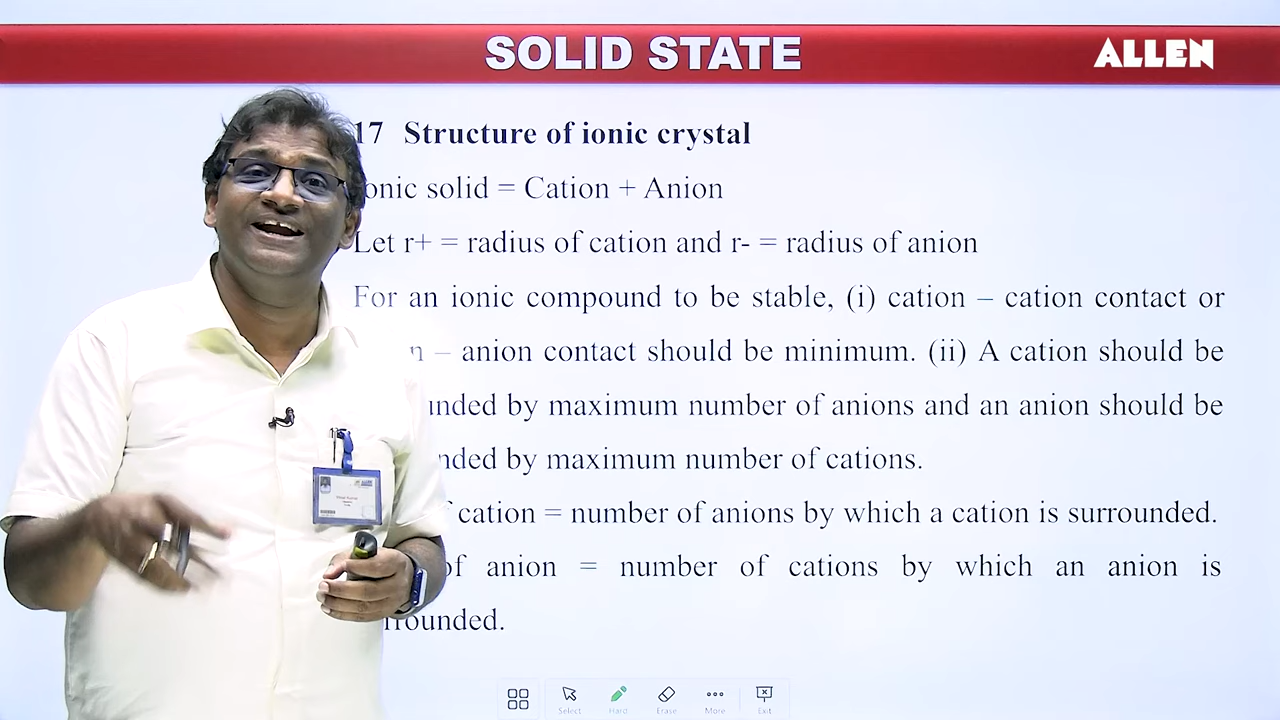 SOLID STATE
ALLEN
17 Structure of ionic crystal
onic solid = Cation + Anion
Let r+ = radius of cation and r- = radius of anion
For an ionic compound to be stable, (i) cation – cation contact or
n – anion contact should be minimum. (ii) A cation should be
unded by maximum number of anions and an anion should be
nded by maximum number of cations.
f cation = number of anions by which a cation is surrounded.
of anion = number of cations by which an anion is
rrounded.
Select Hard Erase More Exit